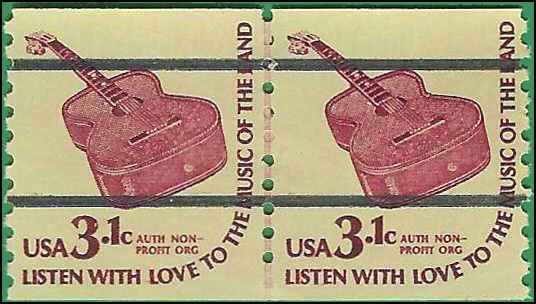 USA 3.1c AUTH NON-
PROFIT ORG
LISTEN WITH LOVE TO THE MUSIC OF THE LAND
USA 3.1c AUTH NON-
PROFIT ORG
LISTEN WITH LOVE TO THE MUSIC OF THE LAND